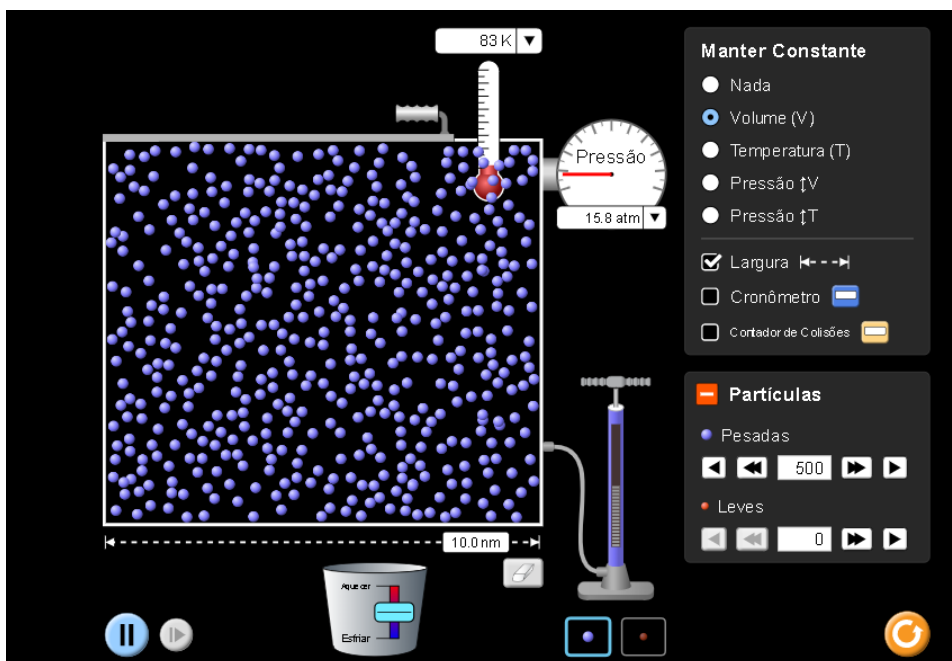 83 K
Pressão
15.8 atm
10.0 nm
Aquecer
Esfriar
Manter Constante
Nada
Volume (V)
Temperatura (T)
Pressão ↕V
Pressão ↕T
Largura
Cronômetro
Contador de Colisões
Partículas
Pesadas
500
Leves
0